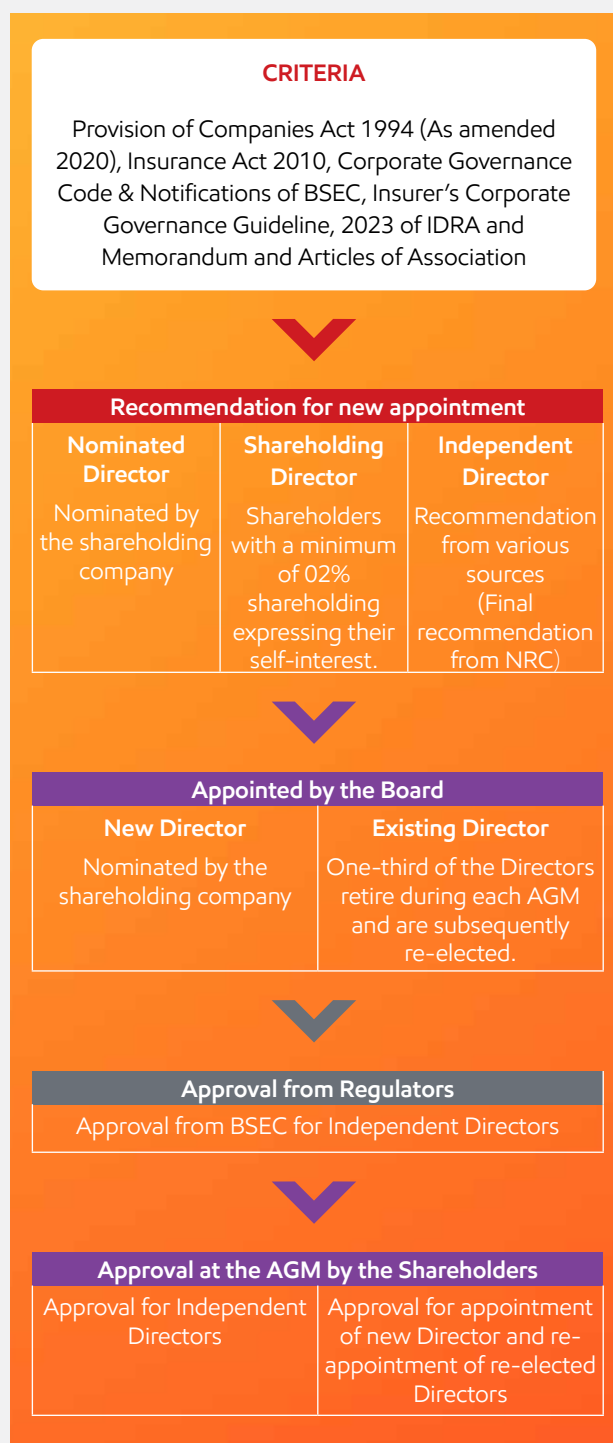 CRITERIA
Provision of Companies Act 1994 (As amended
2020), Insurance Act 2010, Corporate Governance
Code & Notifications of BSEC, Insurer’s Corporate
Governance Guideline, 2023 of IDRA and
Memorandum and Articles of Association
Recommendation for new appointment
Nominated
Director
Nominated by
the shareholding
company
Shareholding
Director
Shareholders
with a minimum
of 02%
shareholding
expressing their
self-interest.
Independent
Director
Recommendation
from various
sources
(Final
recommendation
from NRC)
Appointed by the Board
New Director
Nominated by the
shareholding company
Existing Director
One-third of the Directors
retire during each AGM
and are subsequently
re-elected.
Approval from Regulators
Approval from BSEC for Independent Directors
Approval at the AGM by the Shareholders
Approval for Independent
Directors
Approval for appointment
of new Director and re-
appointment of re-elected
Directors